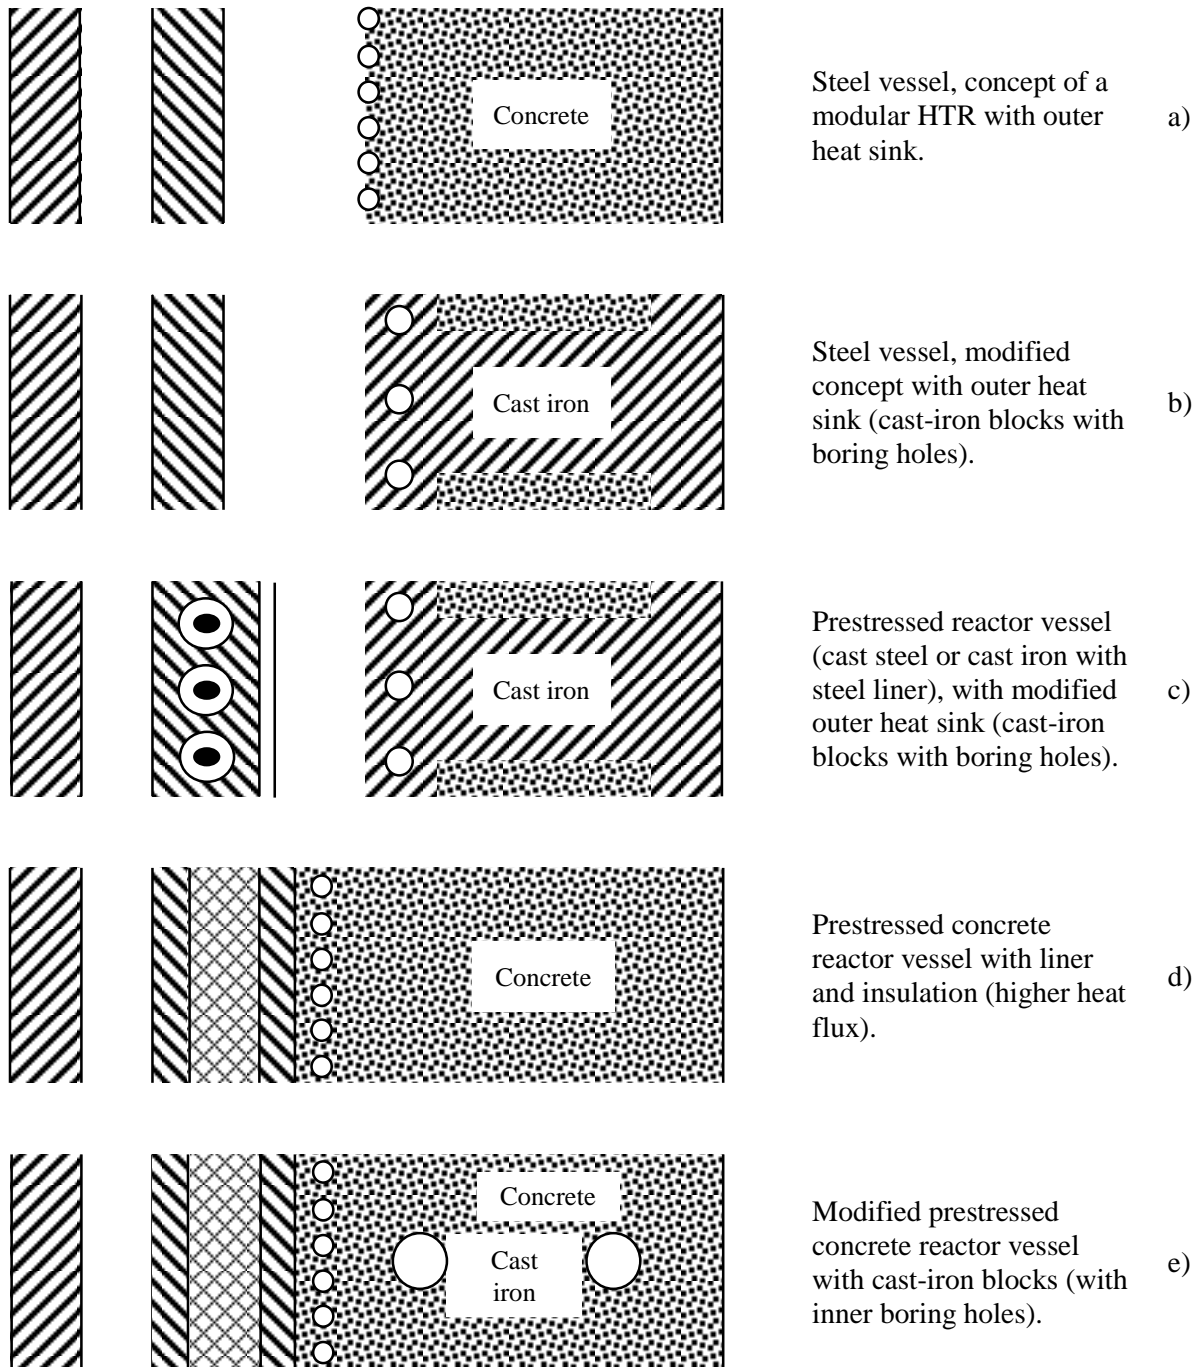 Concrete
Steel vessel, concept of a
modular HTR with outer
heat sink.
a)
Cast iron
Steel vessel, modified
concept with outer heat
sink (cast-iron blocks with
boring holes).
b)
Cast iron
Prestressed reactor vessel
(cast steel or cast iron with
steel liner), with modified
outer heat sink (cast-iron
blocks with boring holes).
c)
Concrete
Prestressed concrete
reactor vessel with liner
and insulation (higher heat
flux).
d)
Concrete
Cast
iron
Modified prestressed
concrete reactor vessel
with cast-iron blocks (with
inner boring holes).
e)